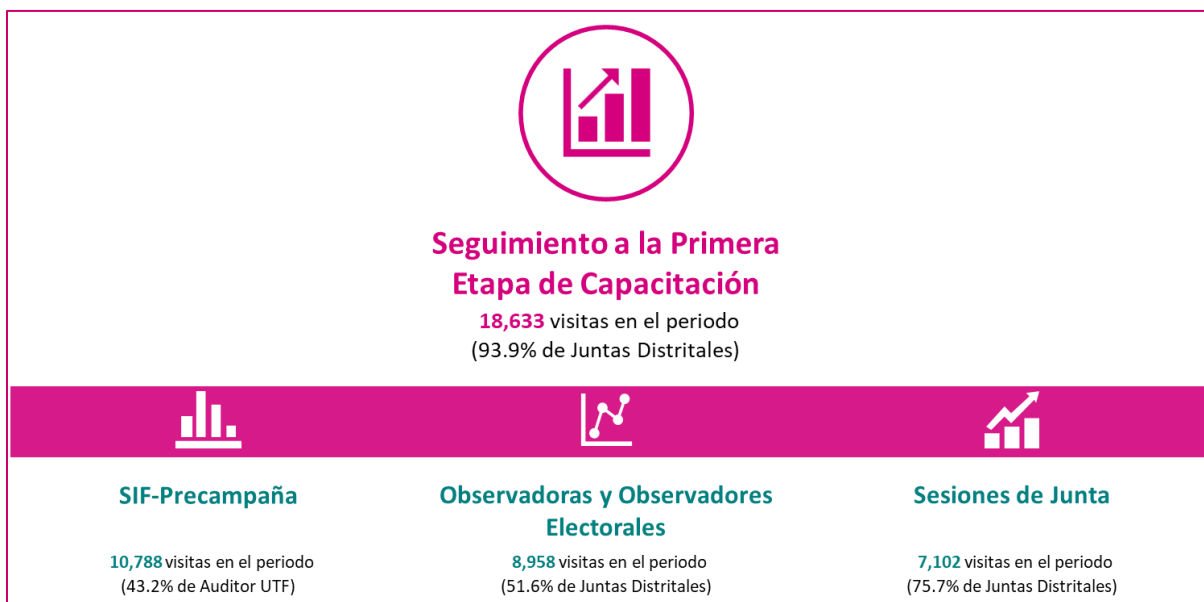 Seguimiento a la Primera
Etapa de Capacitación
18,633 visitas en el periodo
(93.9% de Juntas Distritales)
SIF-Precampaña
10,788 visitas en el periodo
(43.2% de Auditor UTF)
Observadoras y Observadores
Electorales
8,958 visitas en el periodo
(51.6% de Juntas Distritales)
Sesiones de Junta
7,102 visitas en el periodo
(75.7% de Juntas Distritales)